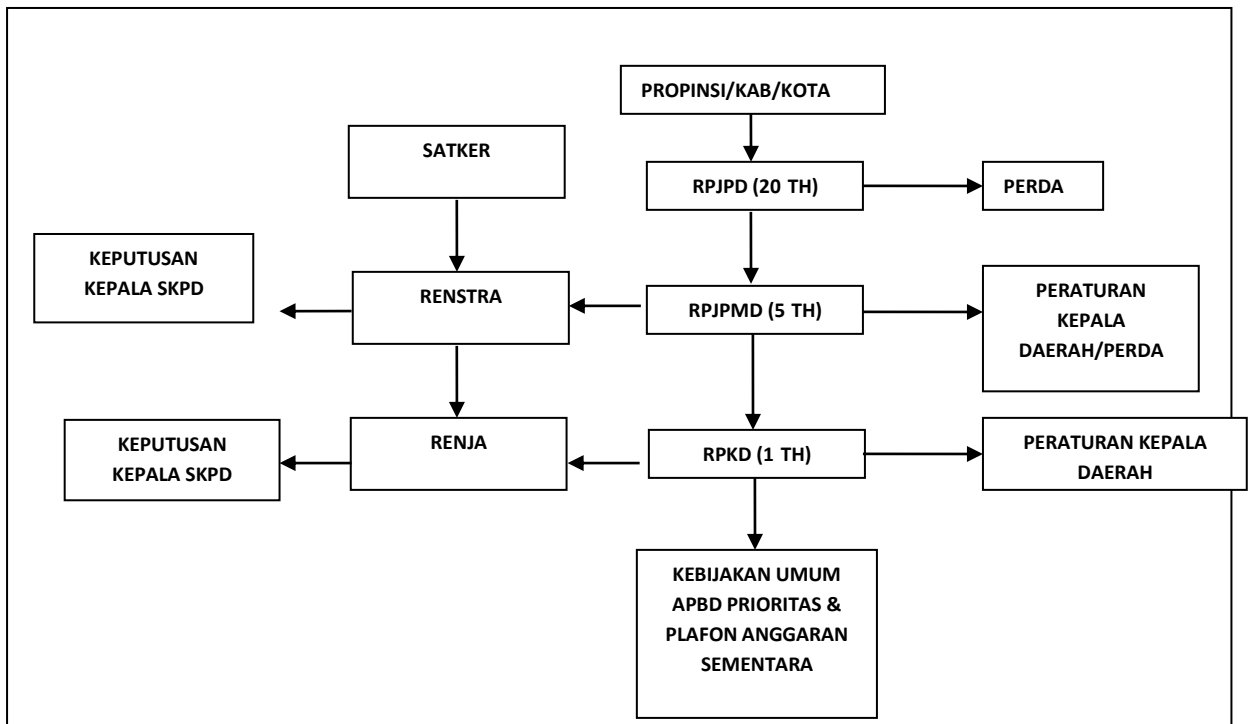 PROPINSI/KAB/KOTA
SATKER
RPJPD (20 TH)
PERDA
KEPUTUSAN
KEPALA SKPD
RENSTRA
RPJPMD (5 TH)
PERATURAN
KEPALA
DAERAH/PERDA
KEPUTUSAN
KEPALA SKPD
RENJA
RPKD (1 TH)
PERATURAN KEPALA
DAERAH
KEBIJAKAN UMUM
APBD PRIORITAS &
PLAFON ANGGARAN
SEMENTARA